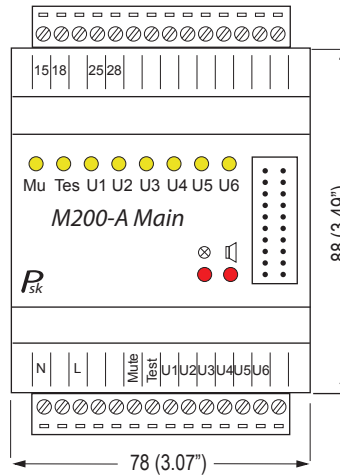 15 18 25 28
Mu Tes U1 U2 U3 U4 U5 U6
M200-A Main
Psk
N L Mute Test U1 U2 U3 U4 U5 U6
78 (3.07")
88 (3.49")